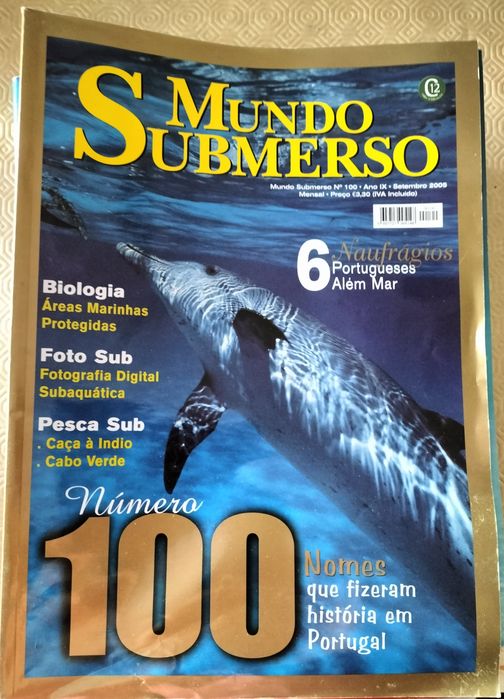 MUNDO
SUBMERSO
Mundo Submerso Nº 100 • Ano IX • Setembro 2005
Mensal • Preço €3,30 (IVA Incluído)
6 Naufrágios
Portugueses
Além Mar
Biologia
Áreas Marinhas
Protegidas
Foto Sub
Fotografia Digital
Subaquática
Pesca Sub
. Caça à Indio
. Cabo Verde
Número
100
Nomes
que fizeram
história em
Portugal